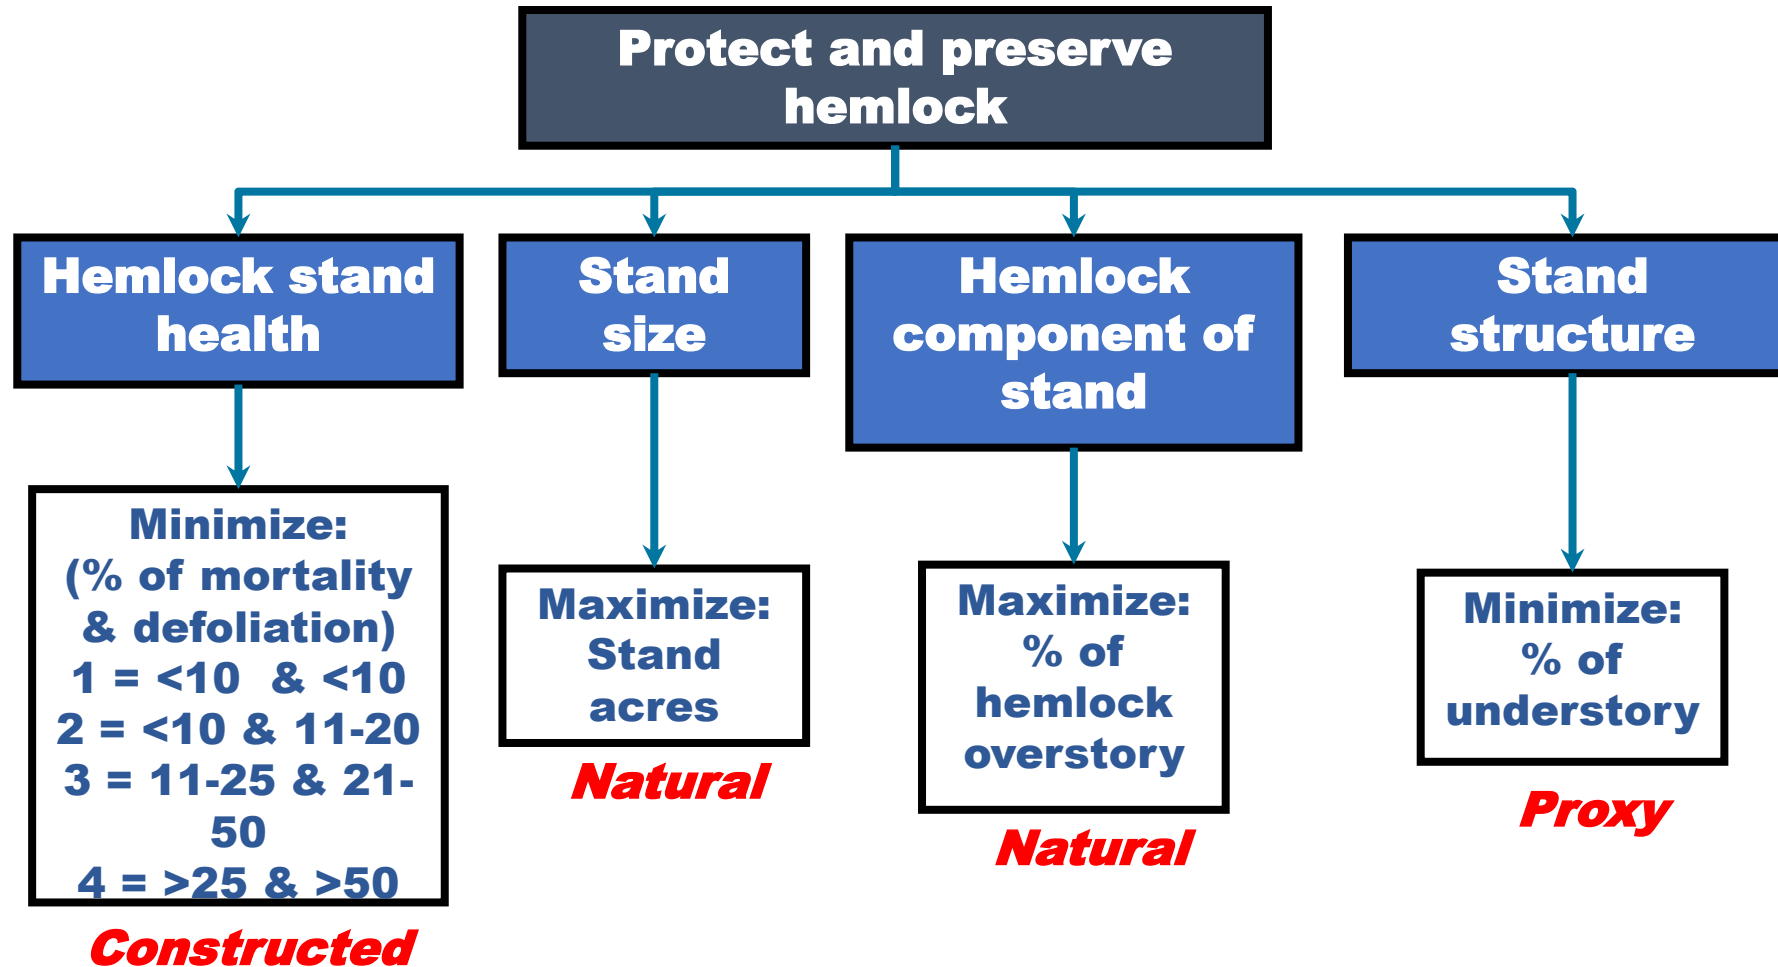 Protect and preserve
hemlock
Hemlock stand
health
Stand
size
Hemlock
component of
stand
Stand
structure
Minimize:
(% of mortality
& defoliation)
1 = <10  & <10
2 = <10 & 11-20
3 = 11-25 & 21-
50
4 = >25 & >50
Constructed
Maximize:
Stand
acres
Natural
Maximize:
% of
hemlock
overstory
Natural
Minimize:
% of
understory
Proxy